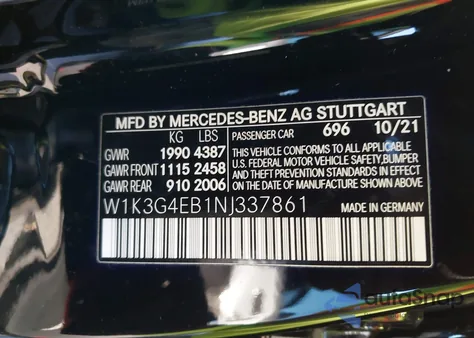 MFD BY MERCEDES-BENZ AG STUTTGART
KG LBS
PASSENGER CAR 696 10/21
GVWR 1990 4387
GAWR FRONT 1115 2458
GAWR REAR 910 2006
THIS VEHICLE CONFORMS TO ALL APPLICABLE
U.S. FEDERAL MOTOR VEHICLE SAFETY, BUMPER
AND THEFT PREVENTION STANDARDS IN EFFECT
ON THE DATE OF MANUFACTURE SHOWN ABOVE.
W1K3G4EB1NJ337861 MADE IN GERMANY
autoSnap